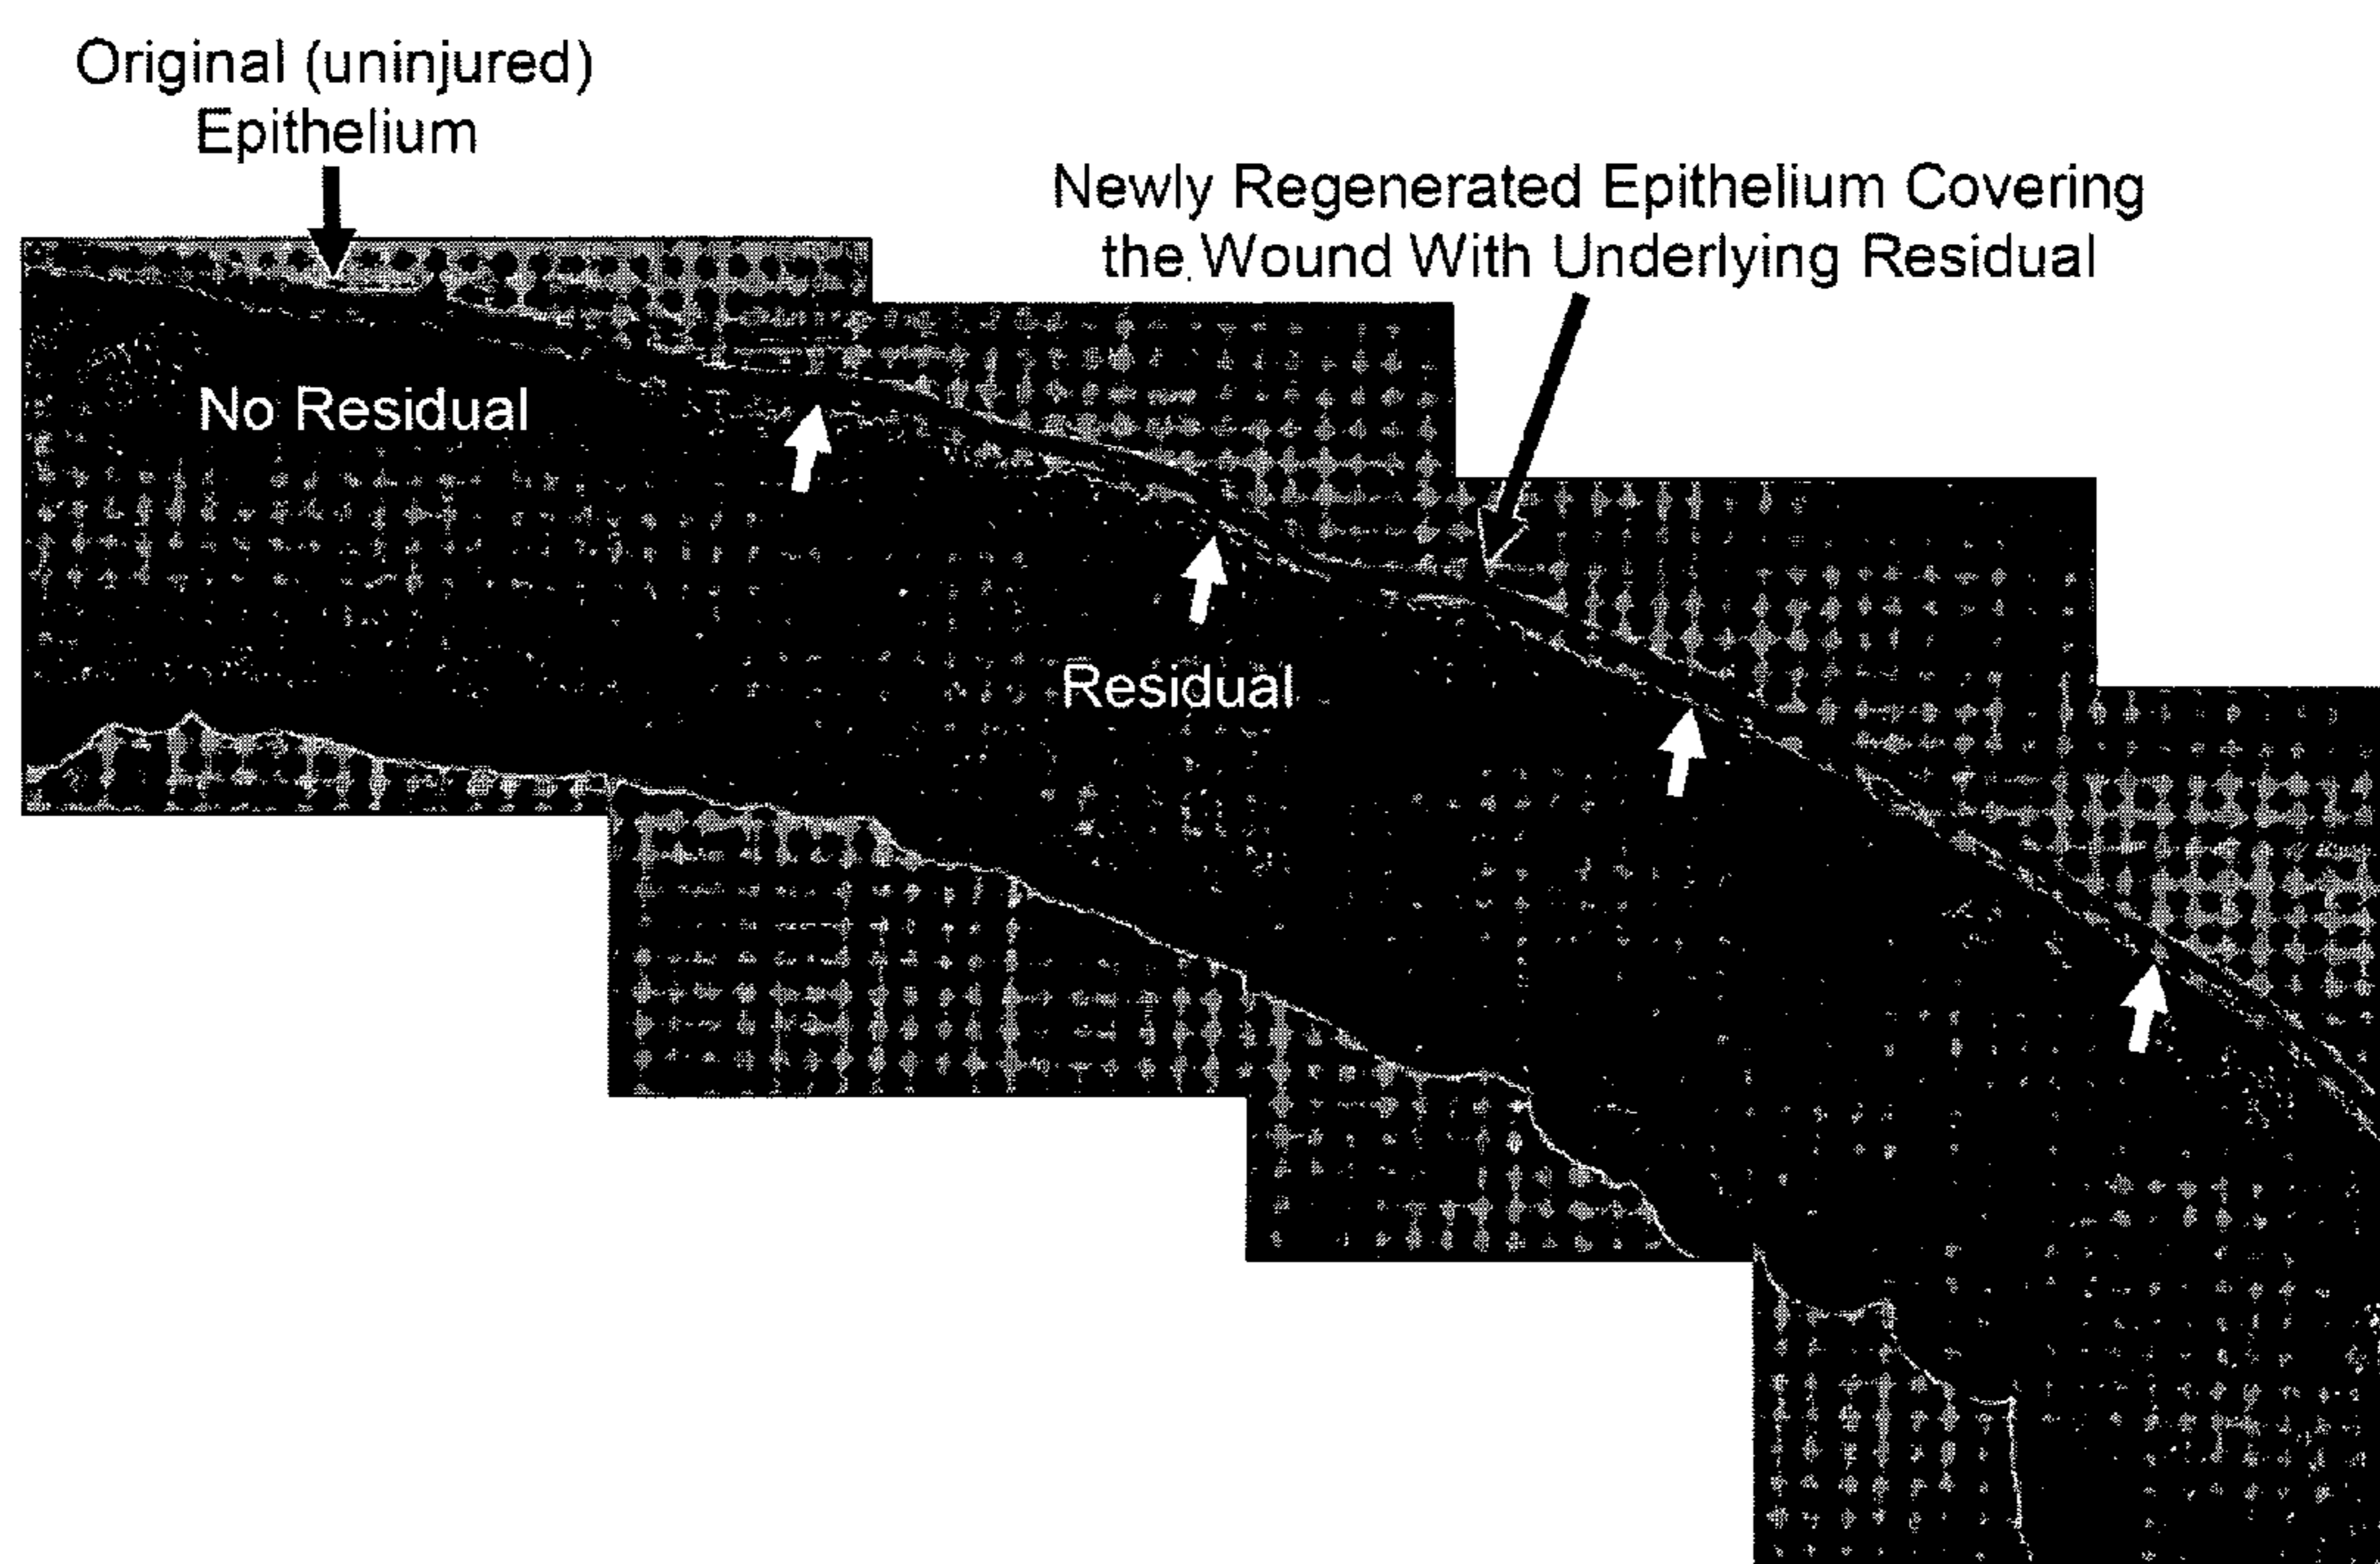 Original (uninjured)
Epithelium
Newly Regenerated Epithelium Covering
the Wound With Underlying Residual
No Residual
Residual